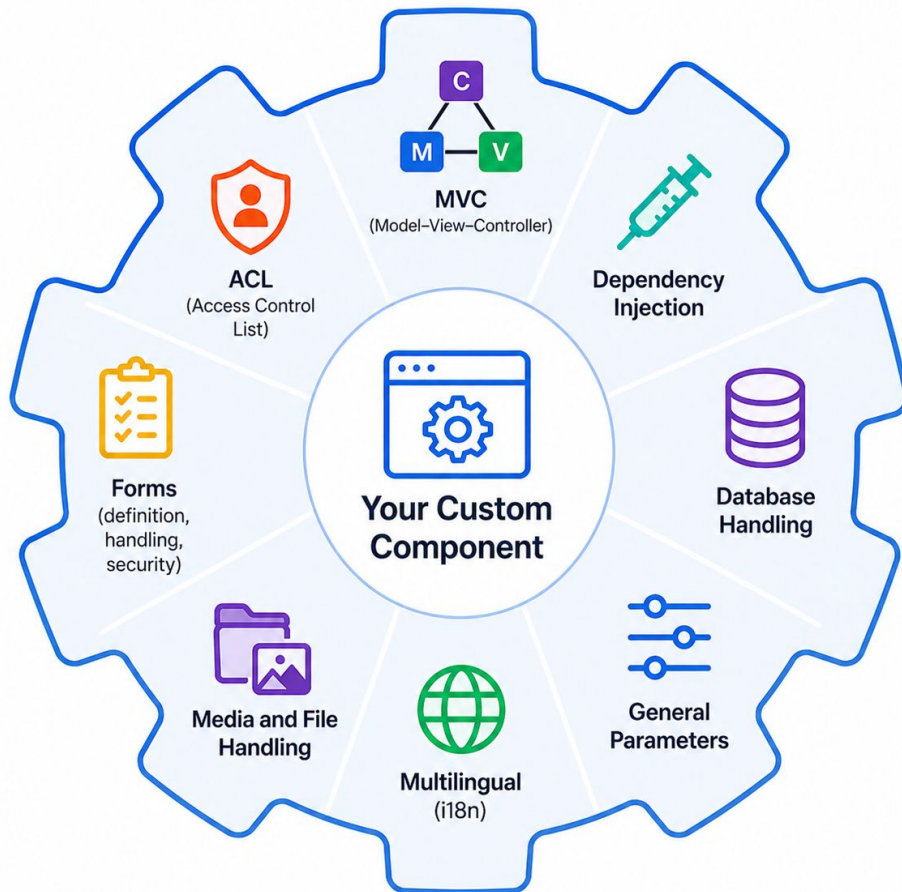 C
M
V
MVC
(Model–View–Controller)
Dependency
Injection
Database
Handling
General
Parameters
Multilingual
(i18n)
Media and File
Handling
Forms
(definition,
handling,
security)
ACL
(Access Control
List)
Your Custom
Component